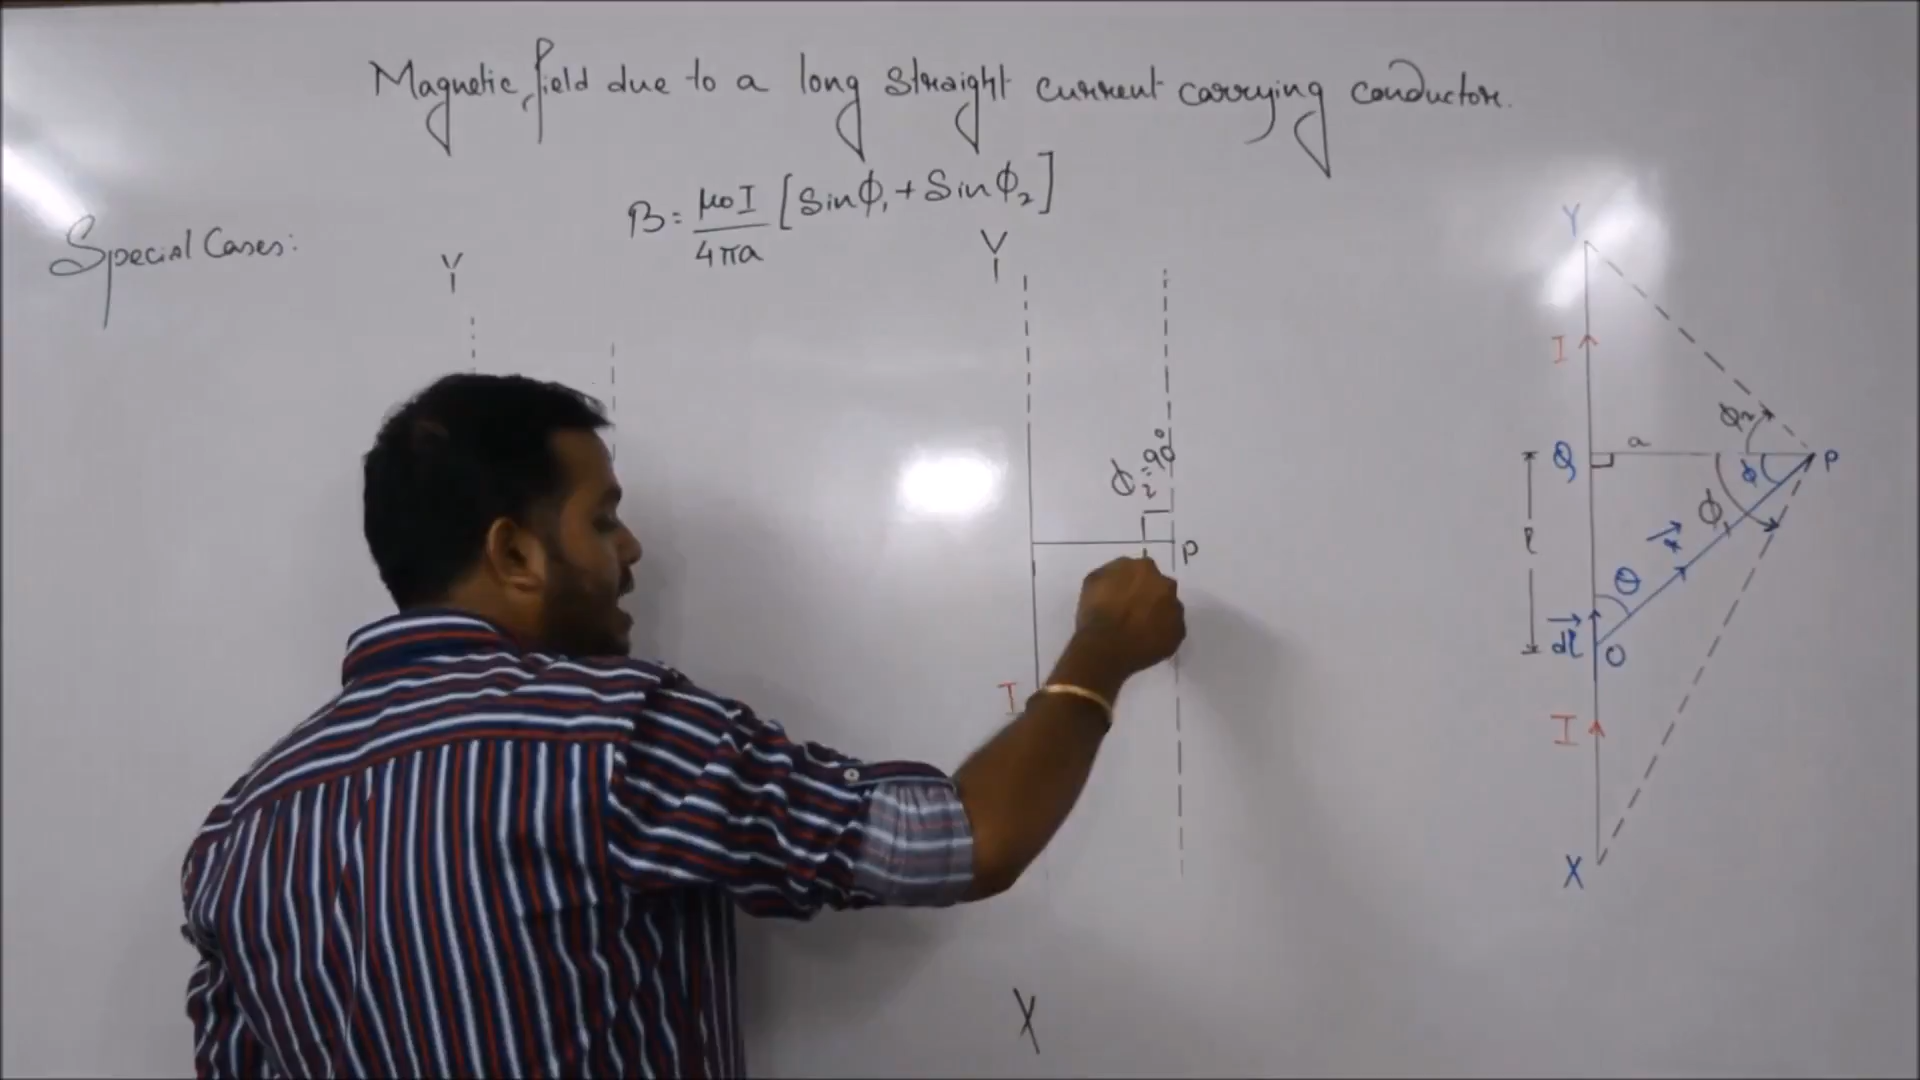 Magnetic field due to a long straight current carrying conductor.
B = μ0I / 4πa [Sinϕ1 + Sinϕ2]
Special Cases:
Y
Y
ϕ2 = 90°
P
I
X
Y
I
Q
a
ϕ2
P
ϕ
ϕ1
l
r⃗
θ
dl⃗
O
I
X